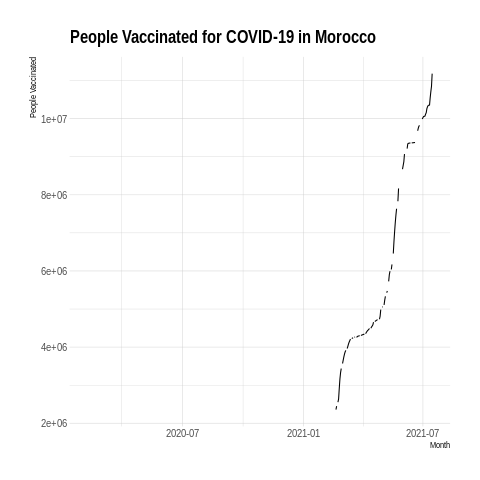 People Vaccinated for COVID-19 in Morocco
People Vaccinated
1e+07
8e+06
6e+06
4e+06
2e+06
2020-07 2021-01 2021-07
Month